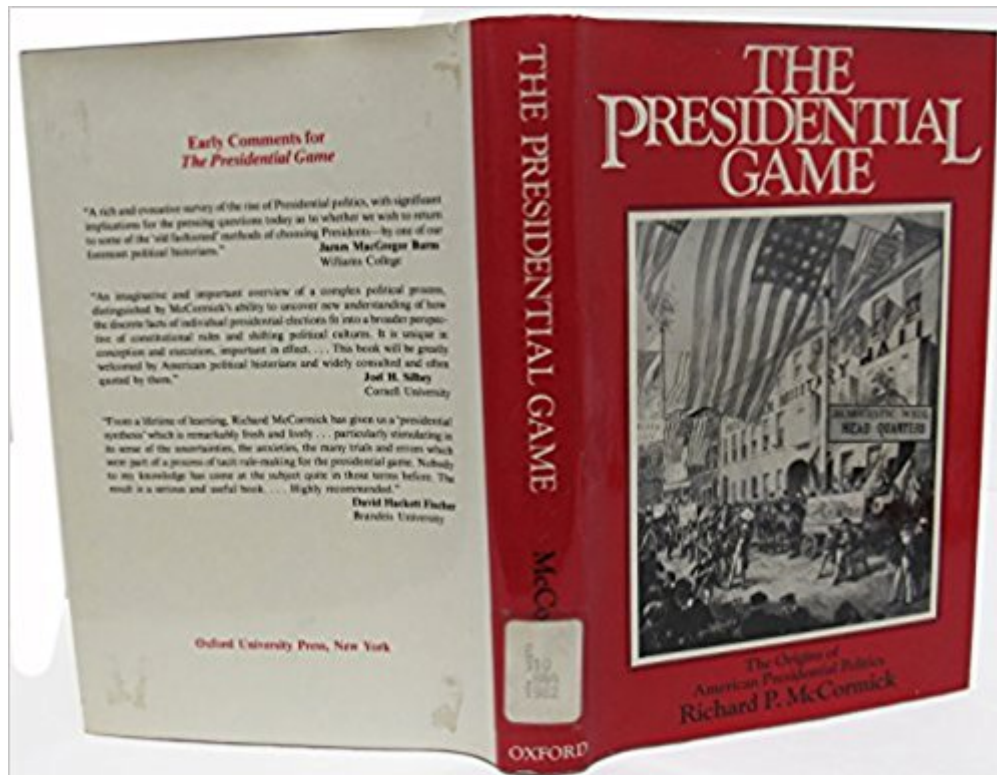 Early Comments for
The Presidential Game
"A rich and evocative survey of the rise of Presidential politics, with significant
implications for the pressing questions today as to whether we wish to return
to some of the 'old fashioned' methods of choosing Presidents—by one of our
foremost political historians."
James MacGregor Burns
Williams College
"An imaginative and important overview of a complex political process,
distinguished by McCormick's ability to uncover new understanding of how
the discrete facts of individual presidential elections fit into a broader perspec-
tive of constitutional rules and shifting political cultures. It is unique in
conception and execution, important in effect. . . . This book will be greatly
welcomed by American political historians and widely consulted and often
quoted by them."
Joel H. Silbey
Cornell University
"From a lifetime of learning, Richard McCormick has given us a 'presidential
synthesis' which is remarkably fresh and lively . . . particularly stimulating in
its sense of the uncertainties, the anxieties, the many trials and errors which
were part of a process of tacit rule-making for the presidential game. Nobody
to my knowledge has come at the subject quite in those terms before. The
result is a serious and useful book. . . . Highly recommended."
David Hackett Fischer
Brandeis University
Oxford University Press, New York
THE PRESIDENTIAL GAME
McCo
1982
OXFORD
THE
PRESIDENTIAL
GAME
HALL
DEMOCRATIC WHIG
HEAD QUARTERS
The Origins of
American Presidential Politics
Richard P. McCormick